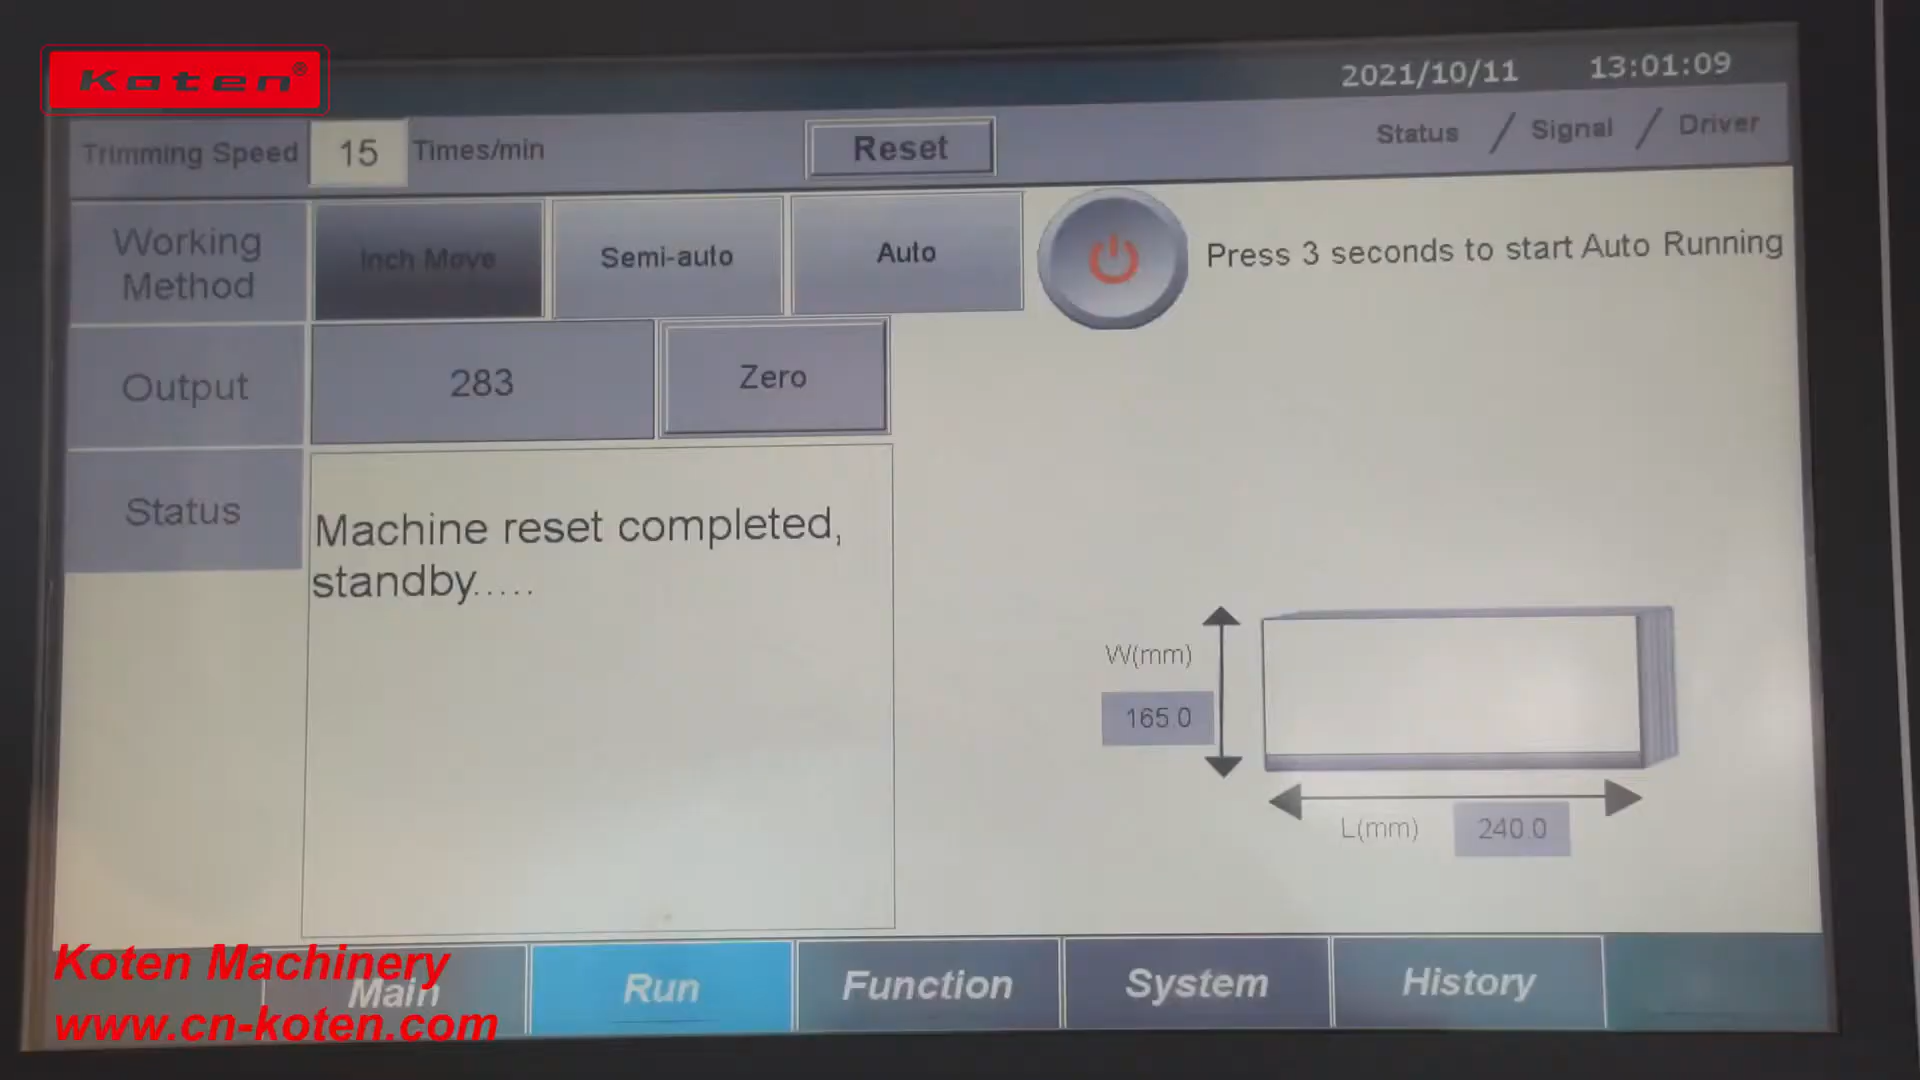 Koten®
2021/10/11 13:01:09
Trimming Speed 15 Times/min Reset Status / Signal / Driver
Working Method Inch Move Semi-auto Auto Press 3 seconds to start Auto Running
Output 283 Zero
Status
Machine reset completed,
standby.....
W(mm)
165.0
L(mm) 240.0
Koten Machinery
Main Run Function System History
www.cn-koten.com